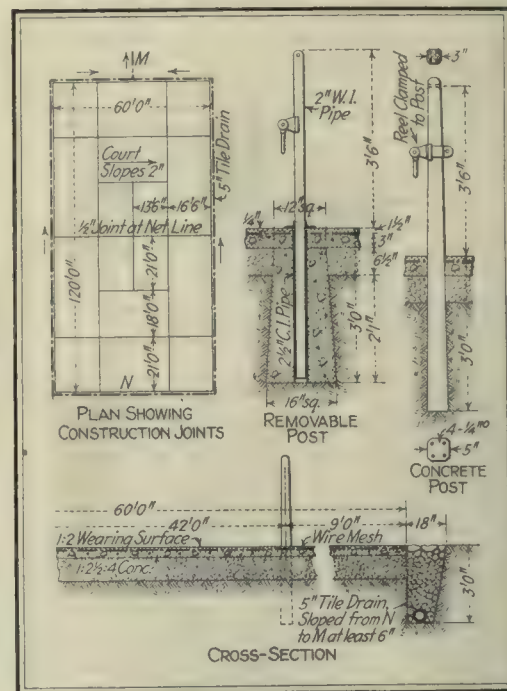 M
60'0"
Court
Slopes 2"
13'6"
16'6"
½" Joint at Net Line
5" Tile Drain
120'0"
21'0"
18'0"
21'0"
N
PLAN SHOWING
CONSTRUCTION JOINTS
2" W.I.
Pipe
3'6"
12" sq.
¼"
1½"
3"
6½"
2½" C.I. Pipe
3'0"
2'1"
16" sq.
REMOVABLE
POST
3"
Reel Clamped
to Post
3'6"
3'0"
4-¼"
5"
CONCRETE
POST
60'0"
42'0"
9'0"
18"
1:2 Wearing Surface
Wire Mesh
1:2½:4 Conc.
3'0"
5" Tile Drain
Sloped from N
to M at least 6"
CROSS-SECTION